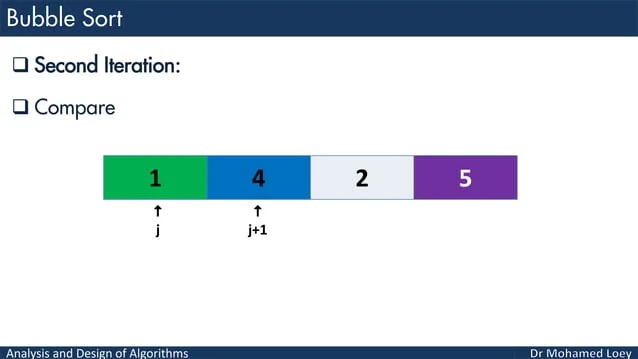 Bubble Sort
Second Iteration:
Compare
1 4 2 5
j j+1
Analysis and Design of Algorithms Dr Mohamed Loey